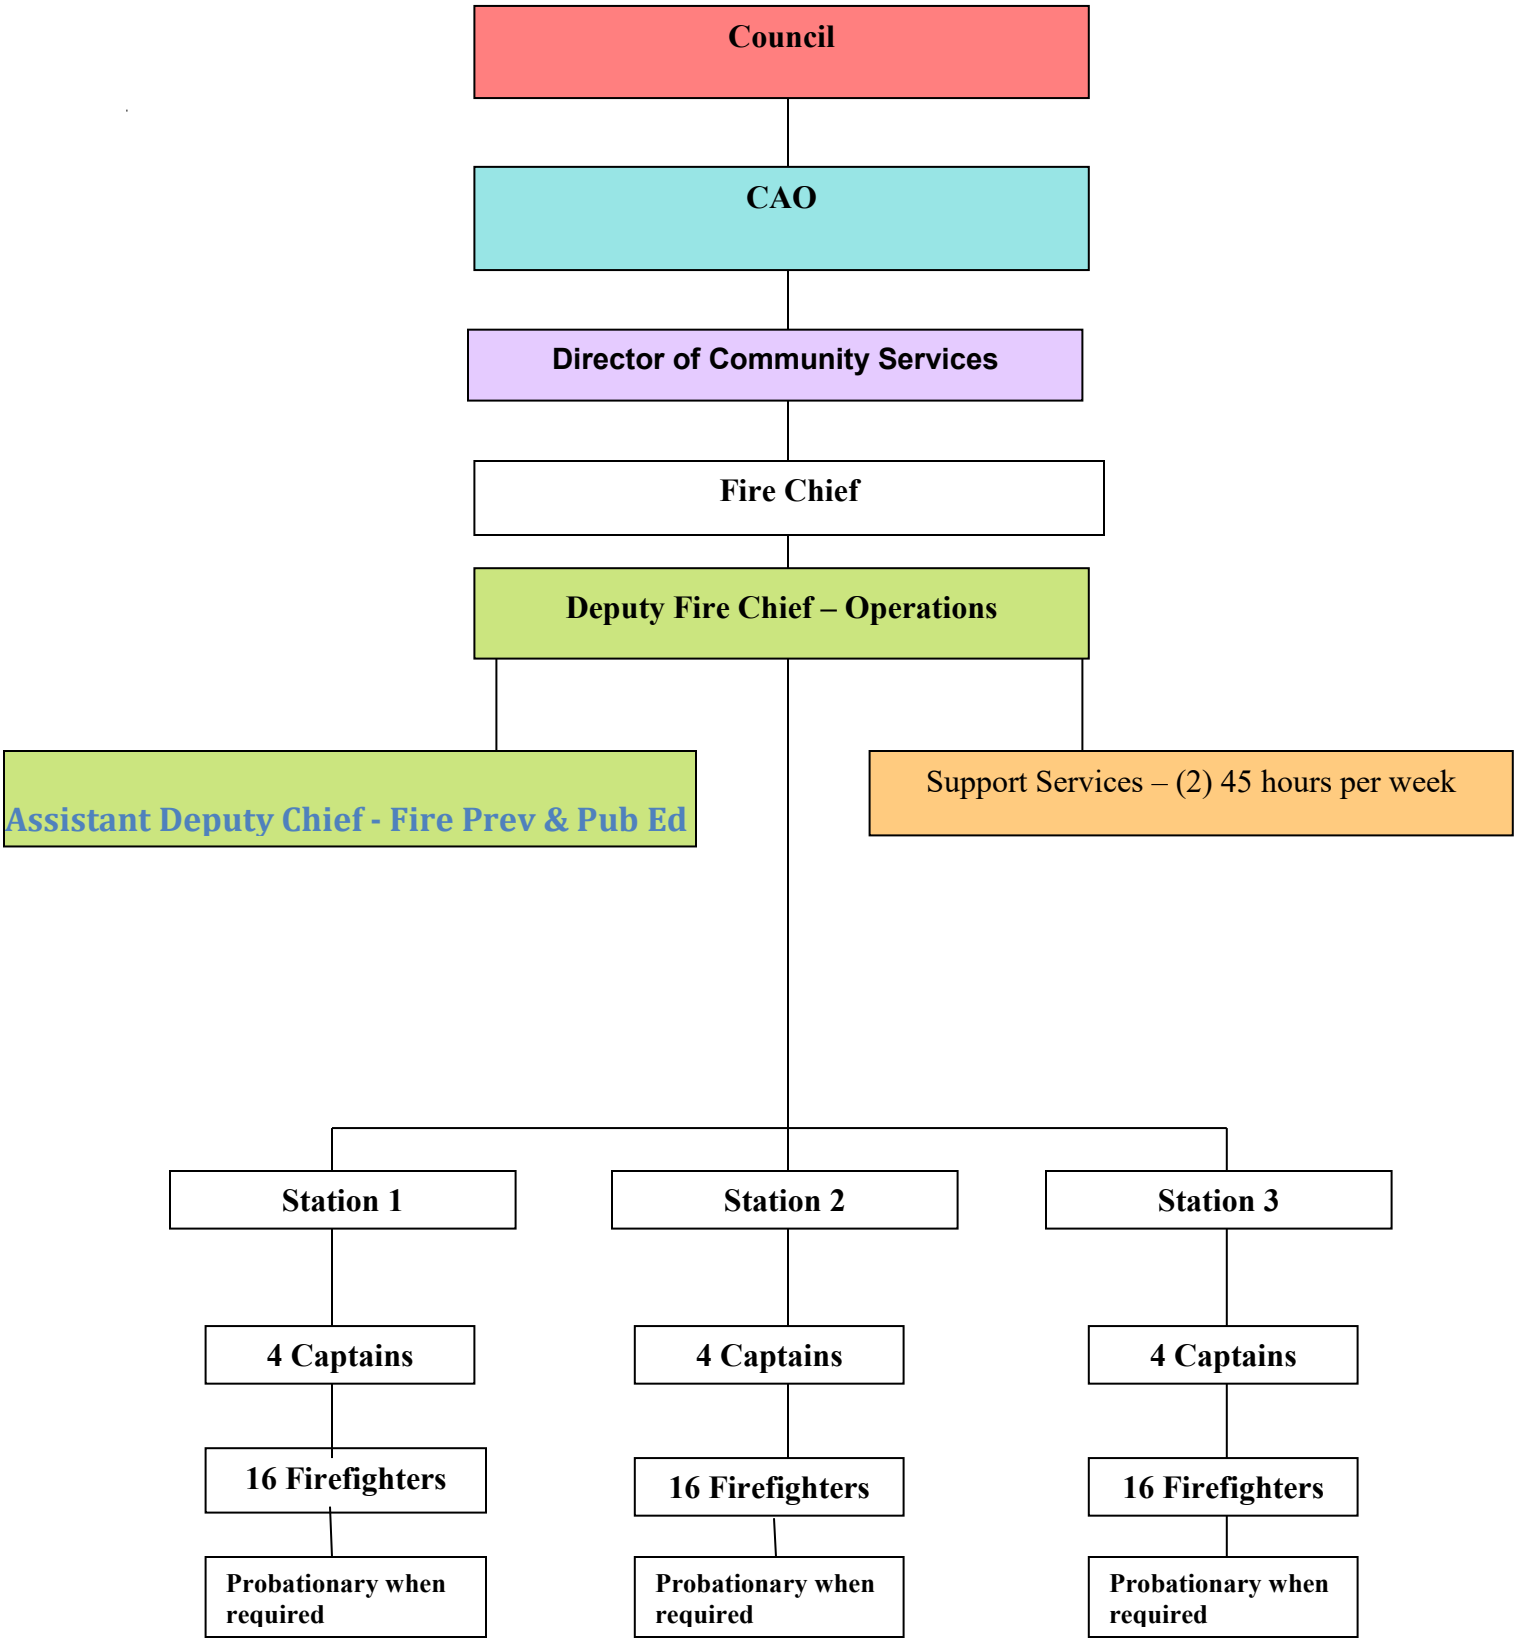 Council
CAO
Director of Community Services
Fire Chief
Deputy Fire Chief – Operations
Assistant Deputy Chief - Fire Prev & Pub Ed
Support Services – (2) 45 hours per week
Station 1
Station 2
Station 3
4 Captains
4 Captains
4 Captains
16 Firefighters
16 Firefighters
16 Firefighters
Probationary when
required
Probationary when
required
Probationary when
required